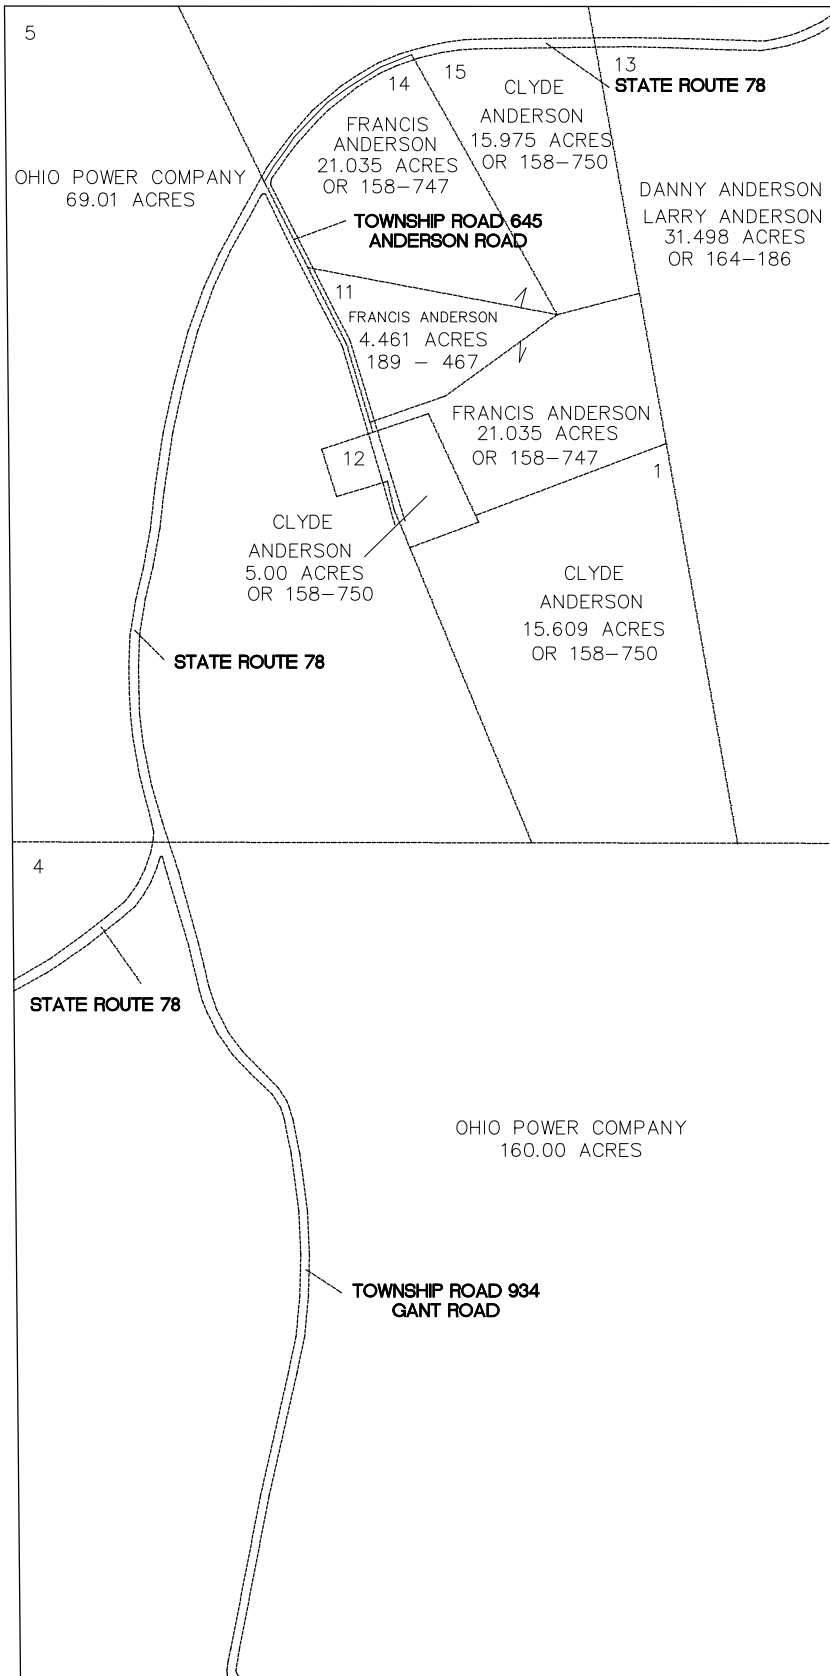 5
14
15
13
CLYDE
ANDERSON
15.975 ACRES
OR 158-750
STATE ROUTE 78
FRANCIS
ANDERSON
21.035 ACRES
OR 158-747
OHIO POWER COMPANY
69.01 ACRES
DANNY ANDERSON
LARRY ANDERSON
31.498 ACRES
OR 164-186
TOWNSHIP ROAD 645
ANDERSON ROAD
11
FRANCIS ANDERSON
4.461 ACRES
189 - 467
FRANCIS ANDERSON
21.035 ACRES
OR 158-747
12
1
CLYDE
ANDERSON
5.00 ACRES
OR 158-750
CLYDE
ANDERSON
15.609 ACRES
OR 158-750
STATE ROUTE 78
4
STATE ROUTE 78
OHIO POWER COMPANY
160.00 ACRES
TOWNSHIP ROAD 934
GANT ROAD